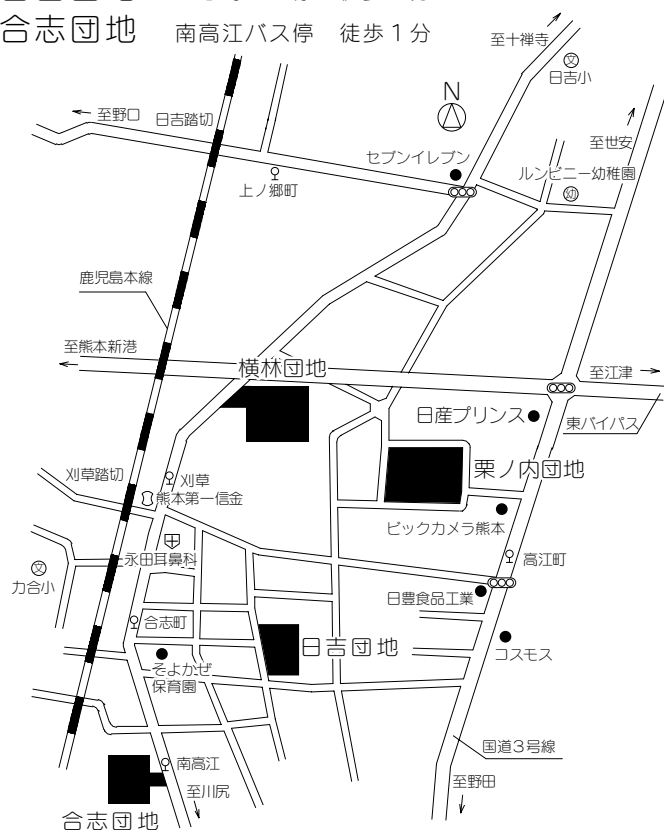 合志団地 南高江バス停 徒歩1分
至十禅寺
日吉小
文
N
至野口
日吉踏切
至世安
セブンイレブン
ルンビニー幼稚園
幼
上ノ郷町
鹿児島本線
至熊本新港
横林団地
至江津
日産プリンス
東バイパス
栗ノ内団地
刈草踏切
刈草
熊本第一信金
ビックカメラ熊本
永田耳鼻科
高江町
文
力合小
日豊食品工業
合志町
日吉団地
コスモス
そよかぜ
保育園
国道3号線
南高江
至野田
至川尻
合志団地